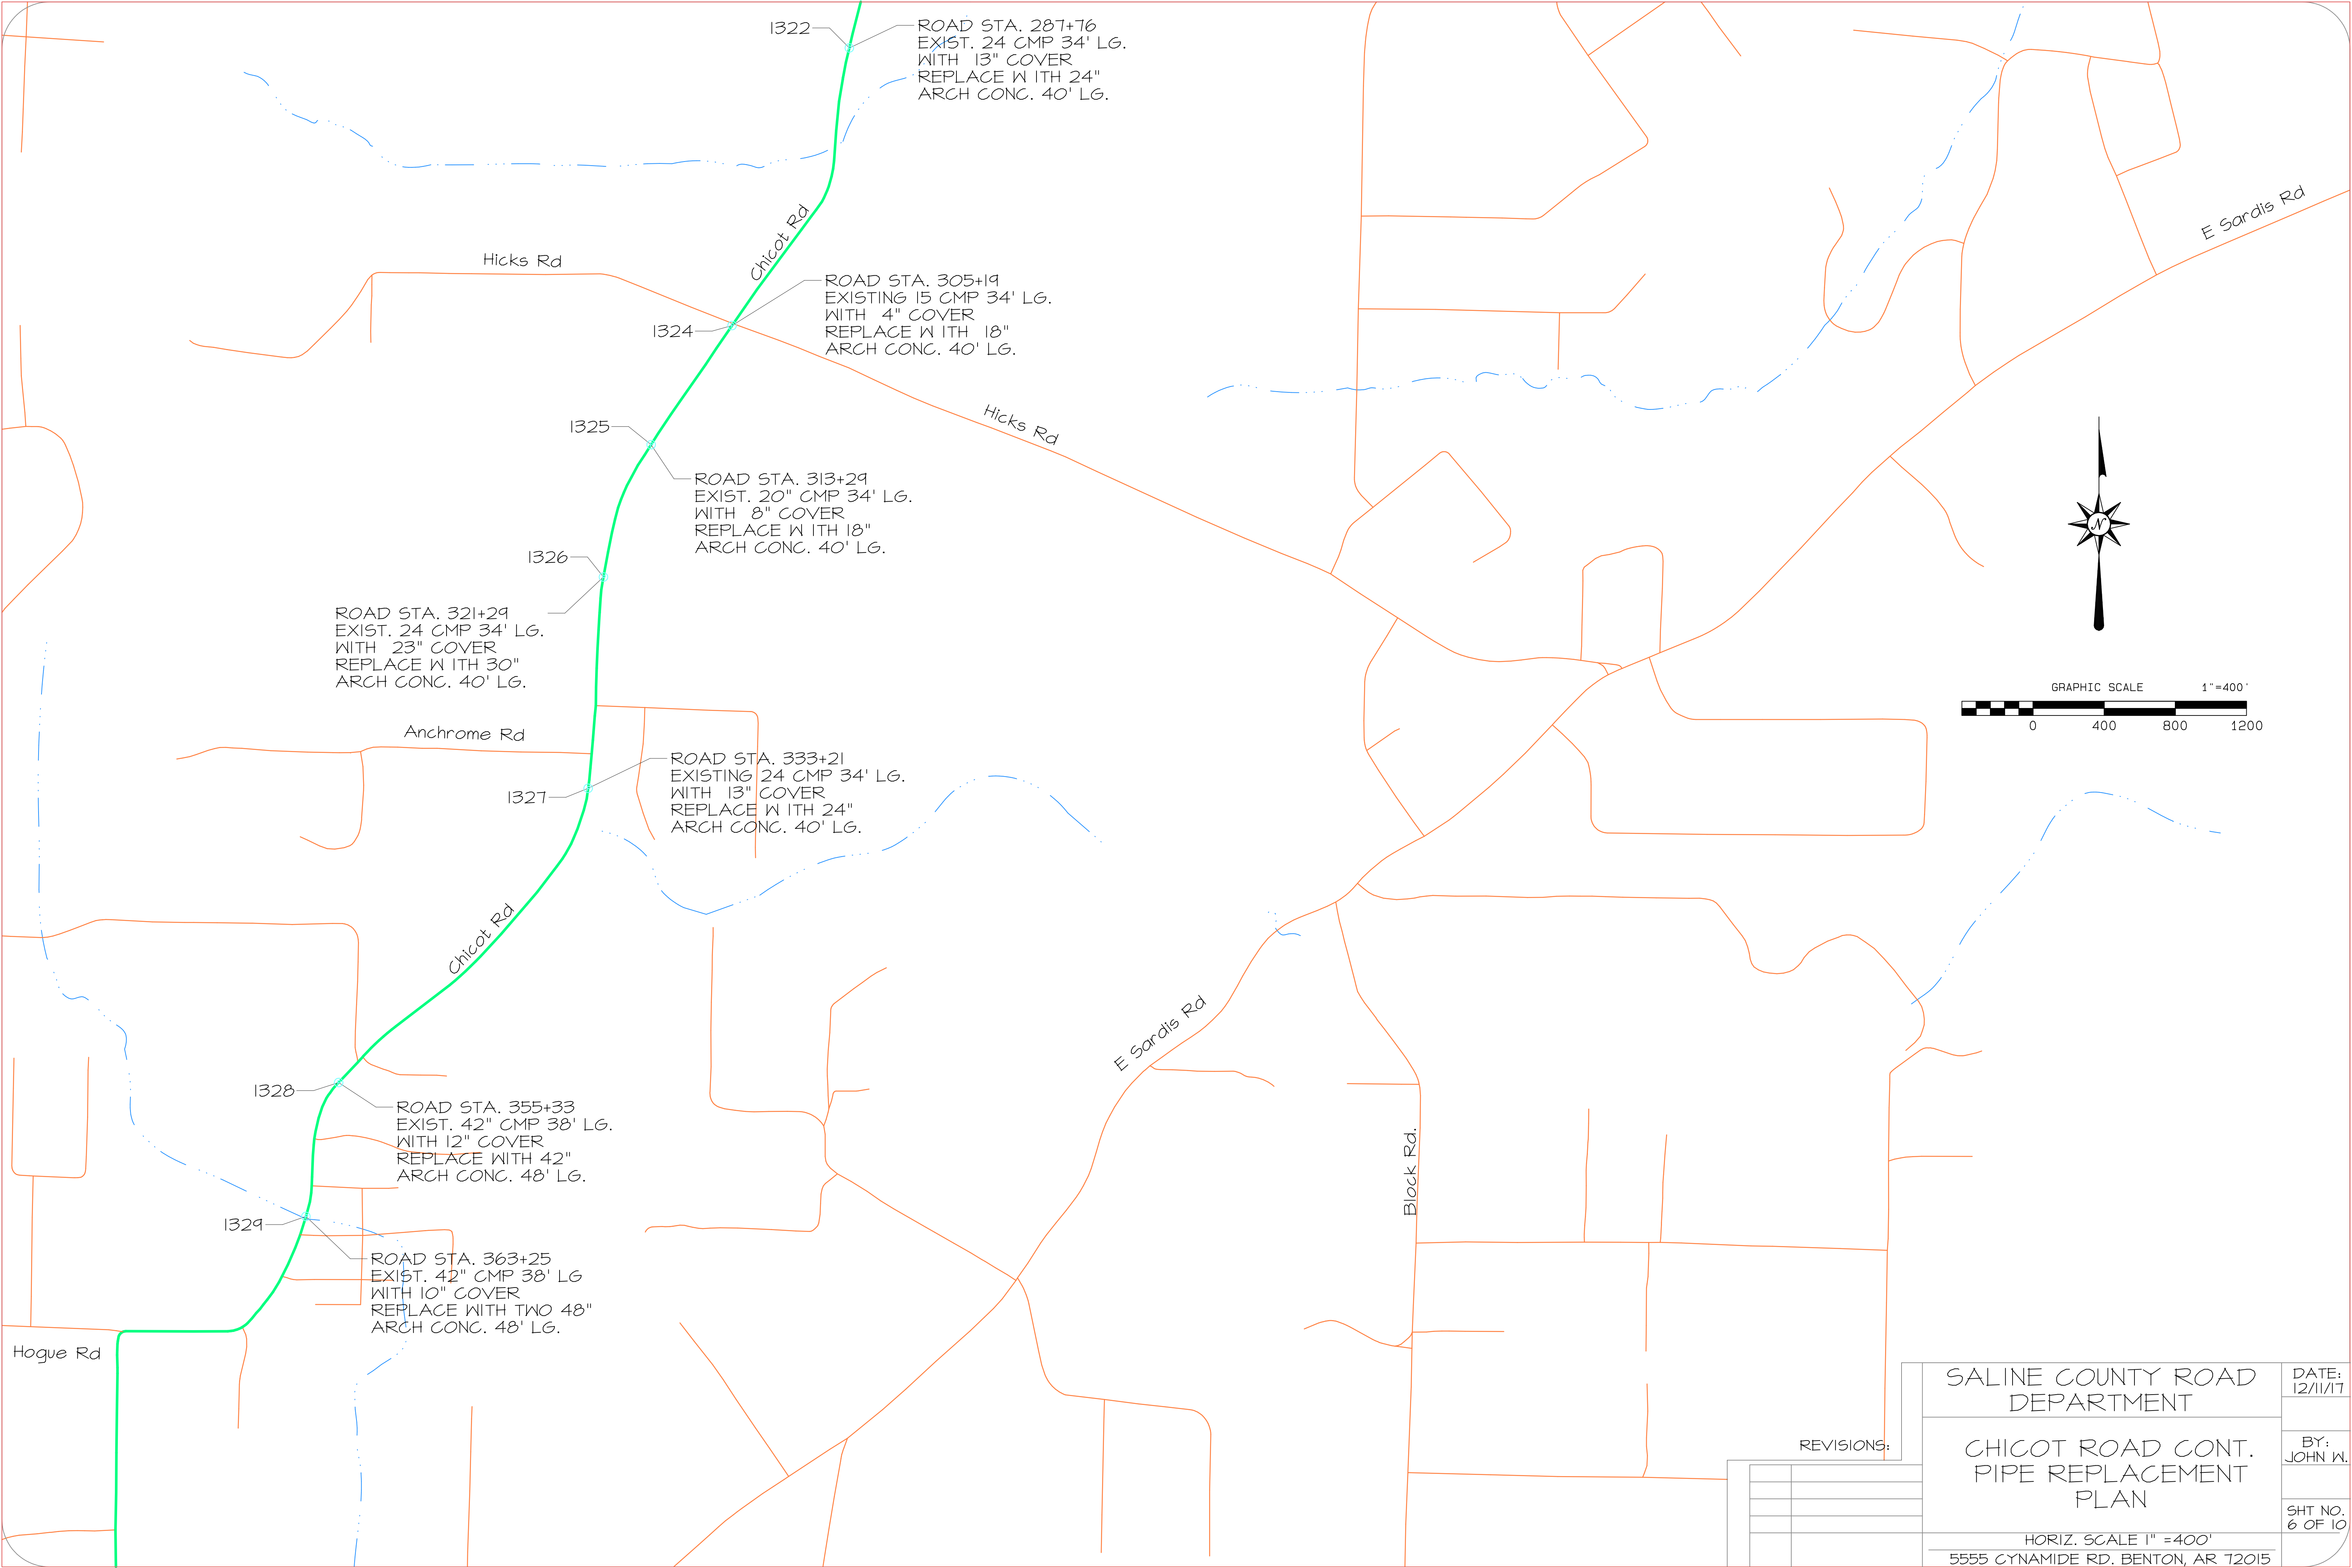 1322
ROAD STA. 287+76
EXIST. 24 CMP 34' LG.
WITH 13" COVER
REPLACE W ITH 24"
ARCH CONC. 40' LG.
Chicot Rd
E Sardis Rd
Hicks Rd
1324
ROAD STA. 305+19
EXISTING 15 CMP 34' LG.
WITH 4" COVER
REPLACE W ITH 18"
ARCH CONC. 40' LG.
Hicks Rd
1325
ROAD STA. 313+29
EXIST. 20" CMP 34' LG.
WITH 8" COVER
REPLACE W ITH 18"
ARCH CONC. 40' LG.
N
1326
ROAD STA. 321+29
EXIST. 24 CMP 34' LG.
WITH 23" COVER
REPLACE W ITH 30"
ARCH CONC. 40' LG.
GRAPHIC SCALE 1"=400'
0 400 800 1200
Anchrome Rd
1327
ROAD STA. 333+21
EXISTING 24 CMP 34' LG.
WITH 13" COVER
REPLACE W ITH 24"
ARCH CONC. 40' LG.
Chicot Rd
E Sardis Rd
1328
ROAD STA. 355+33
EXIST. 42" CMP 38' LG.
WITH 12" COVER
REPLACE WITH 42"
ARCH CONC. 48' LG.
Block Rd.
1329
ROAD STA. 363+25
EXIST. 42" CMP 38' LG
WITH 10" COVER
REPLACE WITH TWO 48"
ARCH CONC. 48' LG.
Hogue Rd
REVISIONS:
SALINE COUNTY ROAD
DEPARTMENT
CHICOT ROAD CONT.
PIPE REPLACEMENT
PLAN
HORIZ. SCALE 1" =400'
5555 CYNAMIDE RD. BENTON, AR 72015
DATE:
12/11/17
BY:
JOHN W.
SHT NO.
6 OF 10